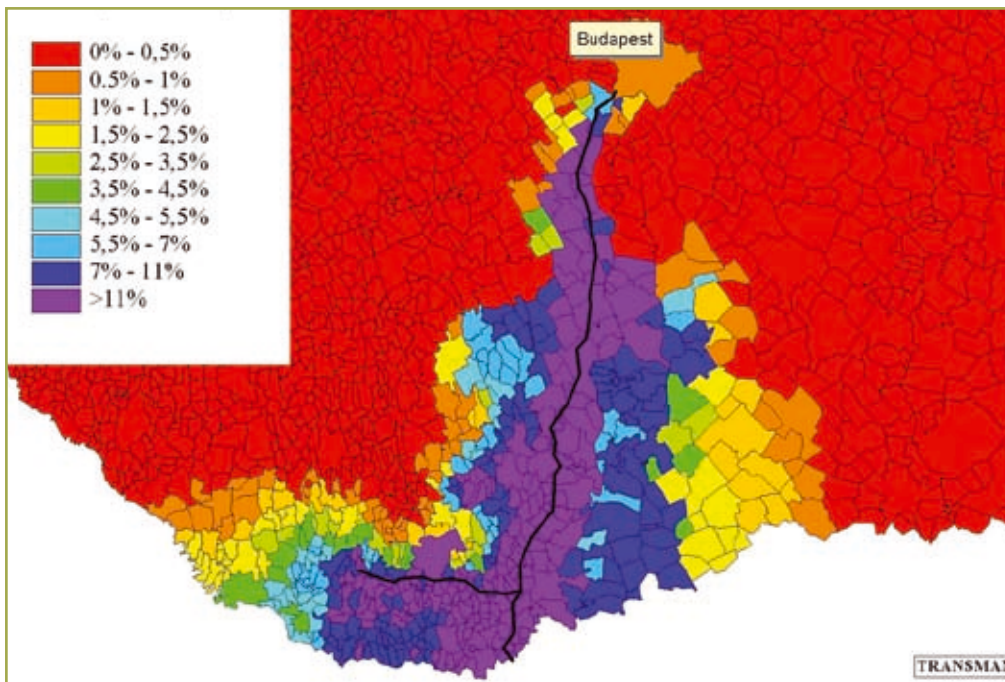 Budapest
0% - 0,5%
0.5% - 1%
1% - 1,5%
1.5% - 2,5%
2,5% - 3,5%
3,5% - 4,5%
4,5% - 5,5%
5,5% - 7%
7% - 11%
>11%
TRANSMAN